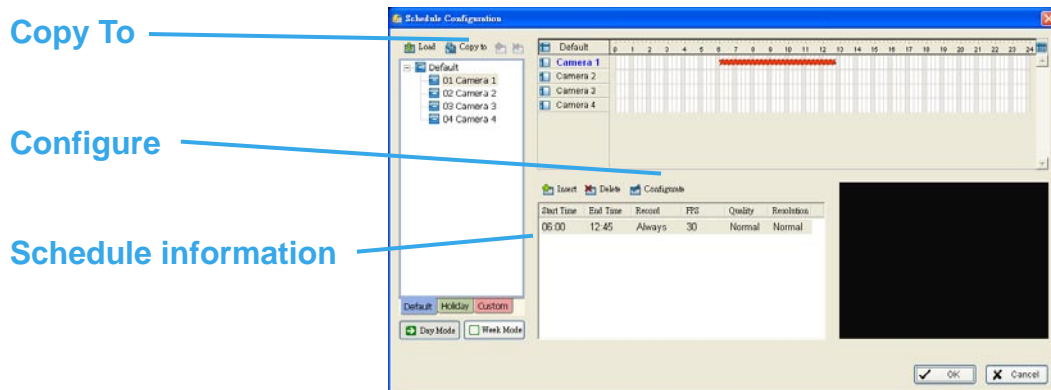 Copy To
Configure
Schedule information
Schedule Configuration
Load Copy to
Default
01 Camera 1
02 Camera 2
03 Camera 3
04 Camera 4
Default Holiday Custom
Day Mode Week Mode
Default 0 1 2 3 4 5 6 7 8 9 10 11 12 13 14 15 16 17 18 19 20 21 22 23 24
Camera 1
Camera 2
Camera 3
Camera 4
Insert Delete Configurate
Start Time End Time Record FPS Quality Resolution
06:00 12:45 Always 30 Normal Normal
OK Cancel